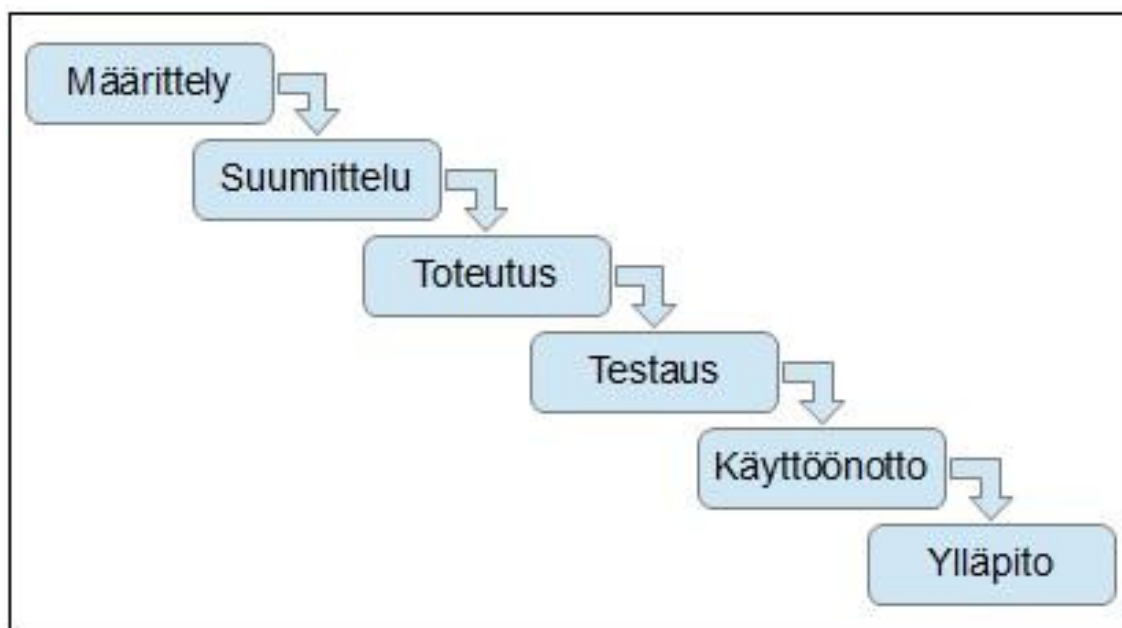 Määrittely
Suunnittelu
Toteutus
Testaus
Käyttöönotto
Ylläpito